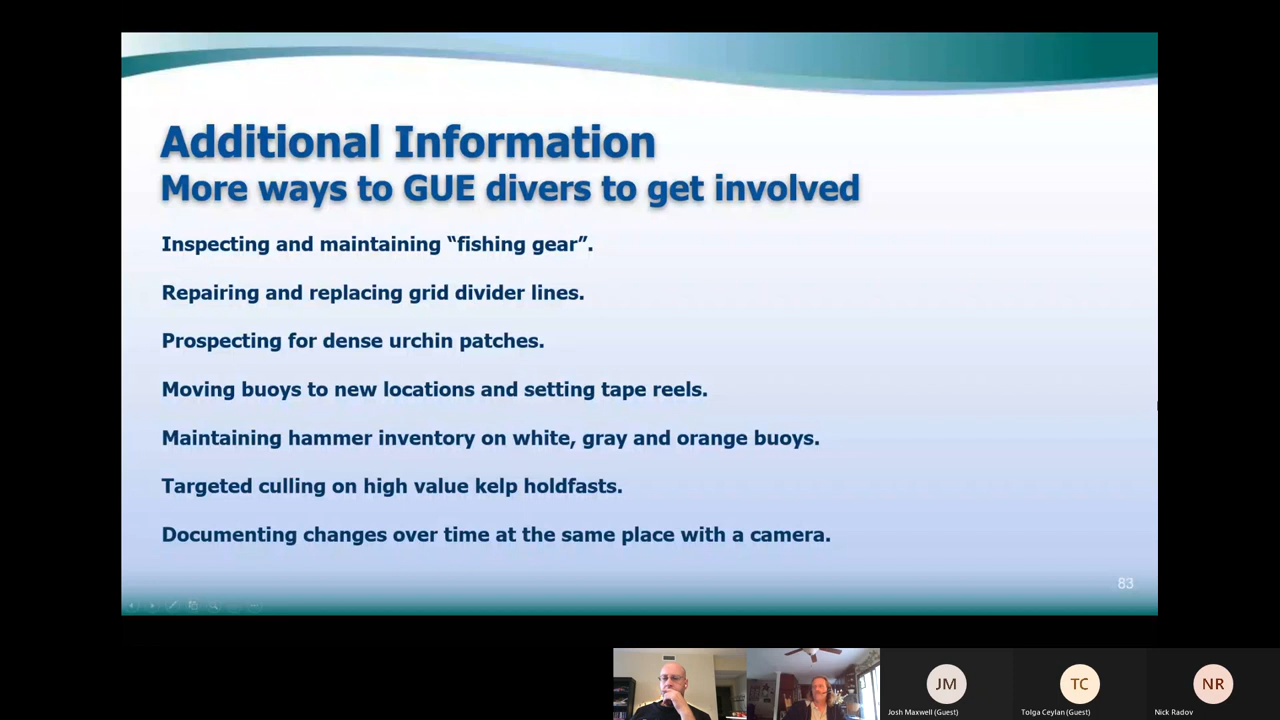 Additional Information
More ways to GUE divers to get involved
Inspecting and maintaining “fishing gear”.
Repairing and replacing grid divider lines.
Prospecting for dense urchin patches.
Moving buoys to new locations and setting tape reels.
Maintaining hammer inventory on white, gray and orange buoys.
Targeted culling on high value kelp holdfasts.
Documenting changes over time at the same place with a camera.
83
JM
TC
NR
Josh Maxwell (Guest)
Tolga Ceylan (Guest)
Nick Radov